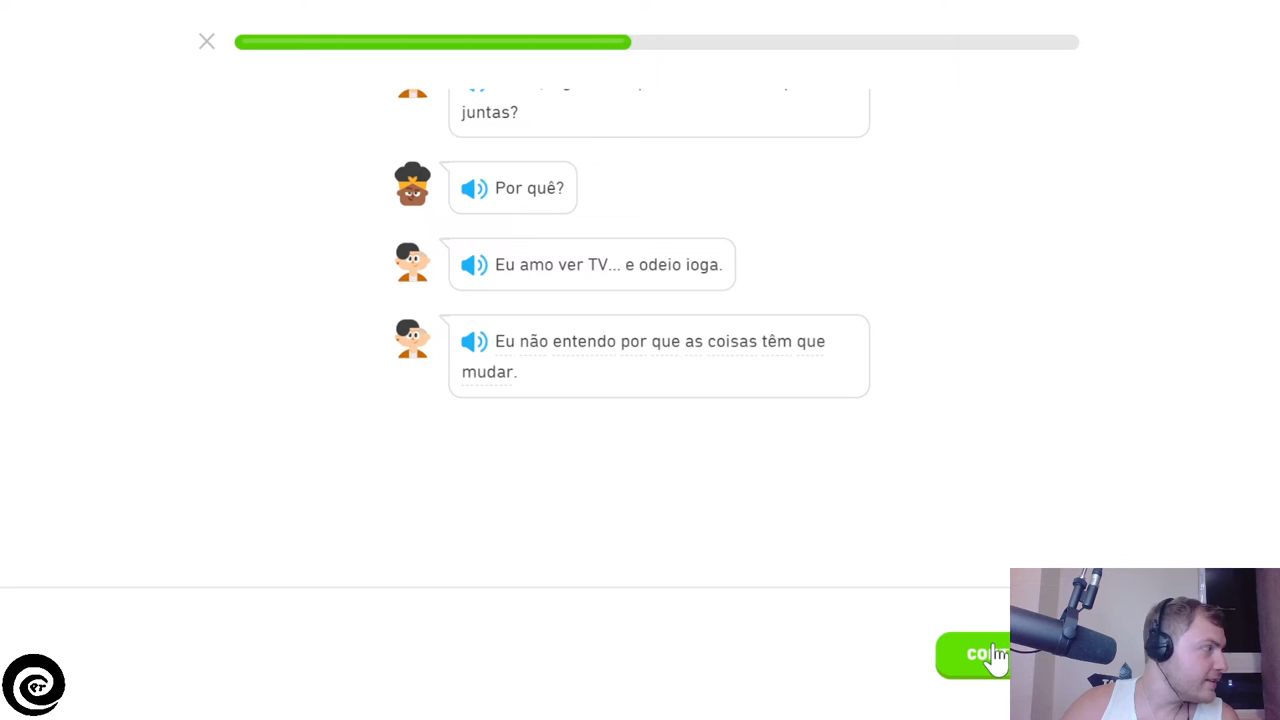 juntas?
Por quê?
Eu amo ver TV... e odeio ioga.
Eu não entendo por que as coisas têm que
mudar.